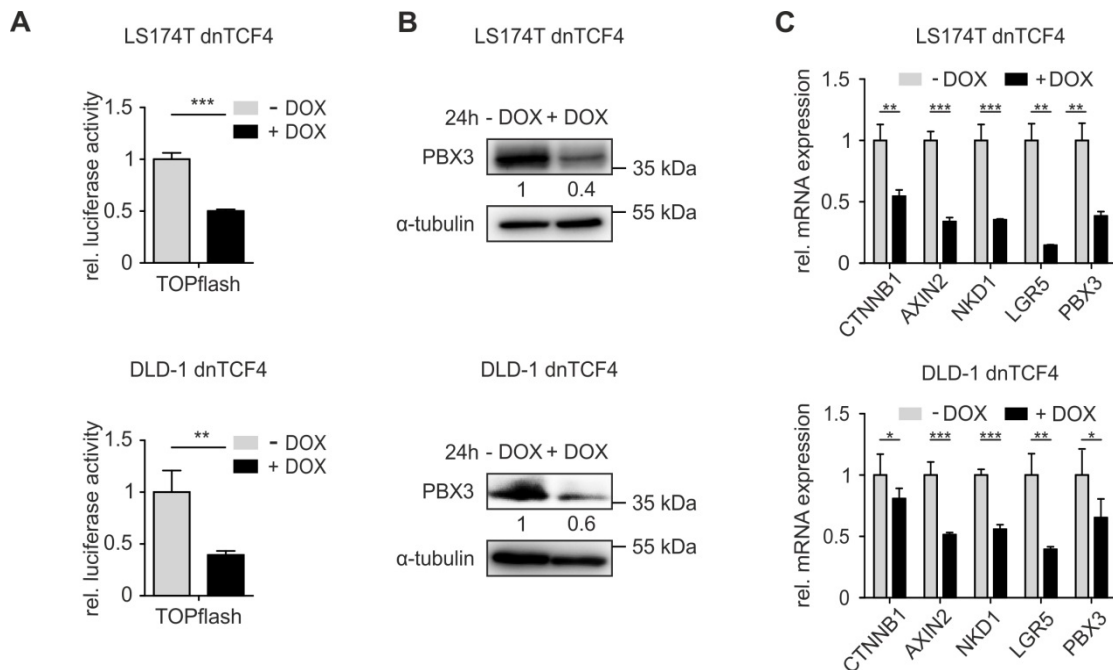 A
LS174T dnTCF4
rel. luciferase activity
1.5
1
0.5
0
***
- DOX
+ DOX
TOPflash
DLD-1 dnTCF4
rel. luciferase activity
1.5
1
0.5
0
**
- DOX
+ DOX
TOPflash
B
LS174T dnTCF4
24h - DOX + DOX
PBX3
35 kDa
1 0.4
55 kDa
α-tubulin
DLD-1 dnTCF4
24h - DOX + DOX
PBX3
35 kDa
1 0.6
55 kDa
α-tubulin
C
LS174T dnTCF4
rel. mRNA expression
1.5
1
0.5
0
- DOX + DOX
** *** *** ** **
CTNNB1 AXIN2 NKD1 LGR5 PBX3
DLD-1 dnTCF4
rel. mRNA expression
1.5
1
0.5
0
- DOX + DOX
* *** *** ** *
CTNNB1 AXIN2 NKD1 LGR5 PBX3